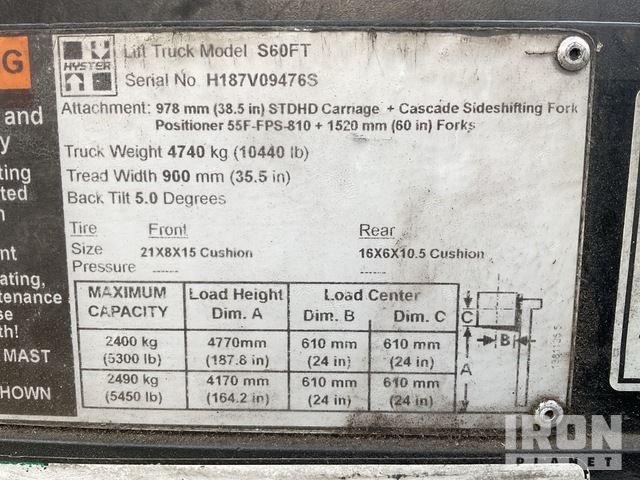 NG
HYSTER
Lift Truck Model S60FT
Serial No. H187V09476S
Attachment: 978 mm (38.5 in) STDHD Carriage + Cascade Sideshifting Fork
Positioner 55F-FPS-810 + 1520 mm (60 in) Forks
Truck Weight 4740 kg (10440 lb)
Tread Width 900 mm (35.5 in)
Back Tilt 5.0 Degrees
Tire Front Rear
Size 21X8X15 Cushion 16X6X10.5 Cushion
Pressure ----- -----
MAXIMUM CAPACITY Load Height Dim. A Load Center
Dim. B Dim. C
2400 kg 4770mm 610 mm 610 mm
(5300 lb) (187.8 in) (24 in) (24 in)
2490 kg 4170 mm 610 mm 610 mm
(5450 lb) (164.2 in) (24 in) (24 in)
C
B
A
and
y
ting
ted
n
nt
ating,
tenance
se
th!
MAST
HOWN
IRON
PLANET